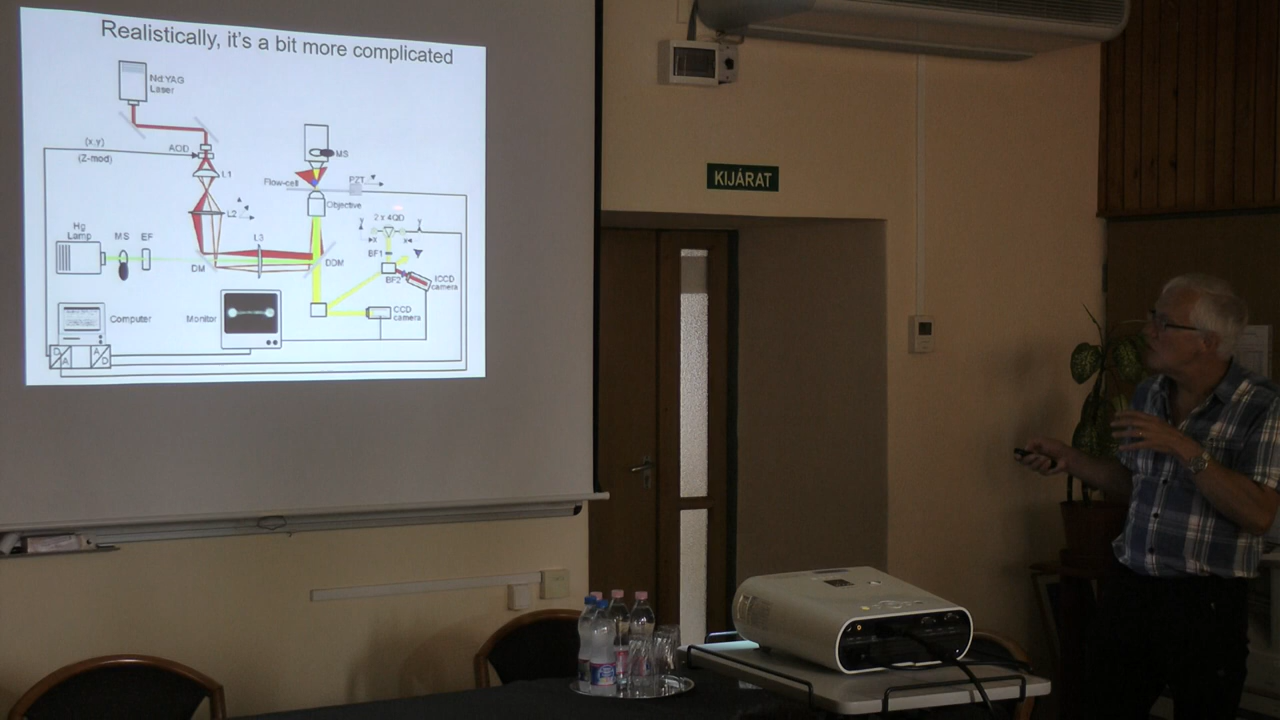 Realistically, it's a bit more complicated
Nd:YAG
Laser
(x,y)
(Z-mod)
AOD
L1
MS
Flow-cell
PZT
Objective
L2
2 x 4QD
y
y
x
x
Hg
Lamp
MS
EF
L3
BF1
DM
DDM
BF2
ICCD
camera
CCD
camera
Computer
Monitor
D
A
A
D
KIJÁRAT